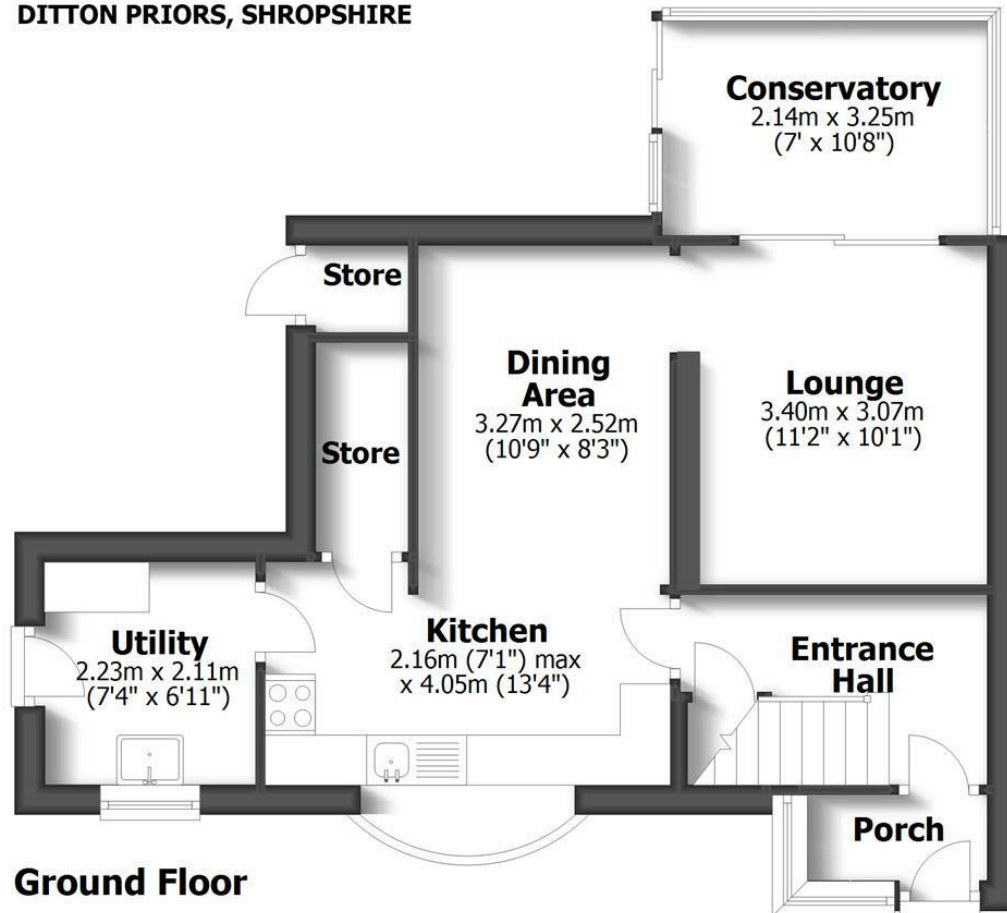 DITTON PRIORS, SHROPSHIRE
Conservatory
2.14m x 3.25m
(7' x 10'8")
Store
Dining
Area
3.27m x 2.52m
(10'9" x 8'3")
Lounge
3.40m x 3.07m
(11'2" x 10'1")
Store
Utility
2.23m x 2.11m
(7'4" x 6'11")
Kitchen
2.16m (7'1") max
x 4.05m (13'4")
Entrance
Hall
Porch
Ground Floor